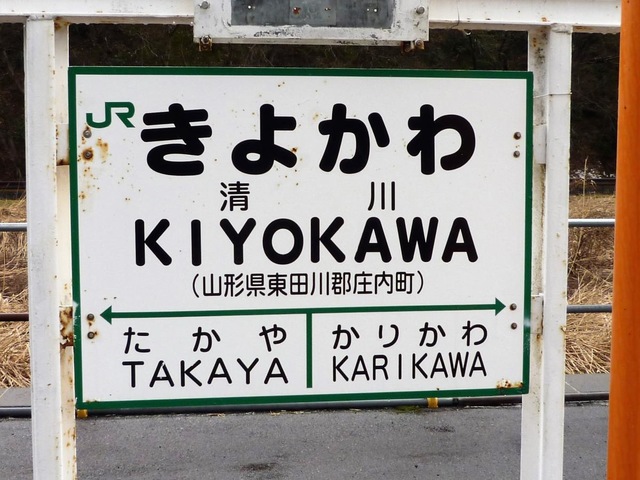 JR きよかわ
清川
KIYOKAWA
（山形県東田川郡庄内町）
たかや かりかわ
TAKAYA KARIKAWA